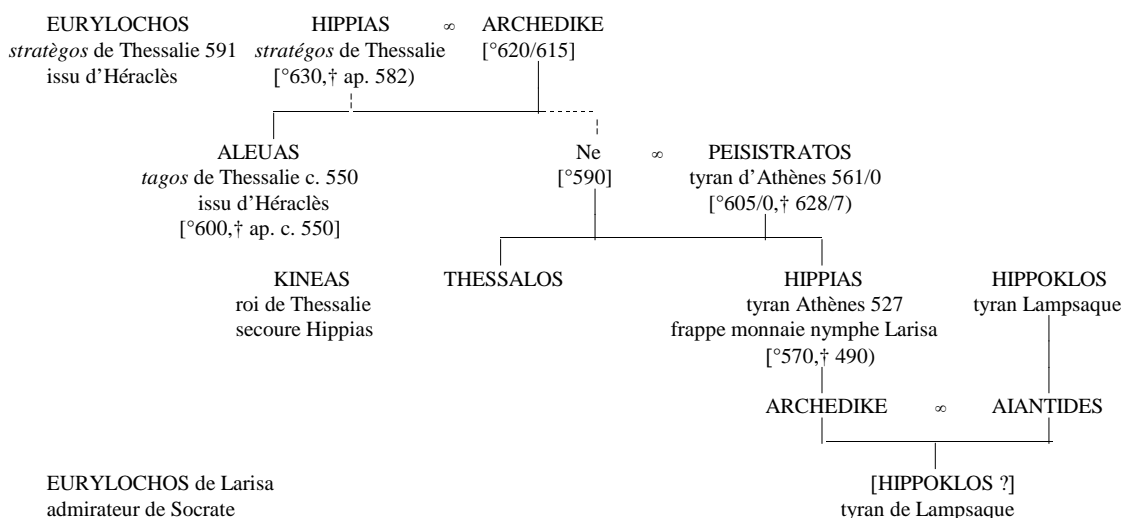 EURYLOCHOS HIPPIAS ∞ ARCHEDIKE
stratègos de Thessalie 591 stratégos de Thessalie [°620/615]
issu d’Héraclès [°630,† ap. 582)
ALEUAS Ne ∞ PEISISTRATOS
tagos de Thessalie c. 550 [°590] tyran d’Athènes 561/0
issu d’Héraclès [°605/0,† 628/7)
[°600,† ap. c. 550]
KINEAS THESSALOS HIPPIAS HIPPOKLOS
roi de Thessalie tyran Athènes 527 tyran Lampsaque
secoure Hippias frappe monnaie nymphe Larisa
[°570,† 490)
ARCHEDIKE ∞ AIANTIDES
EURYLOCHOS de Larisa [HIPPOKLOS ?]
admirateur de Socrate tyran de Lampsaque